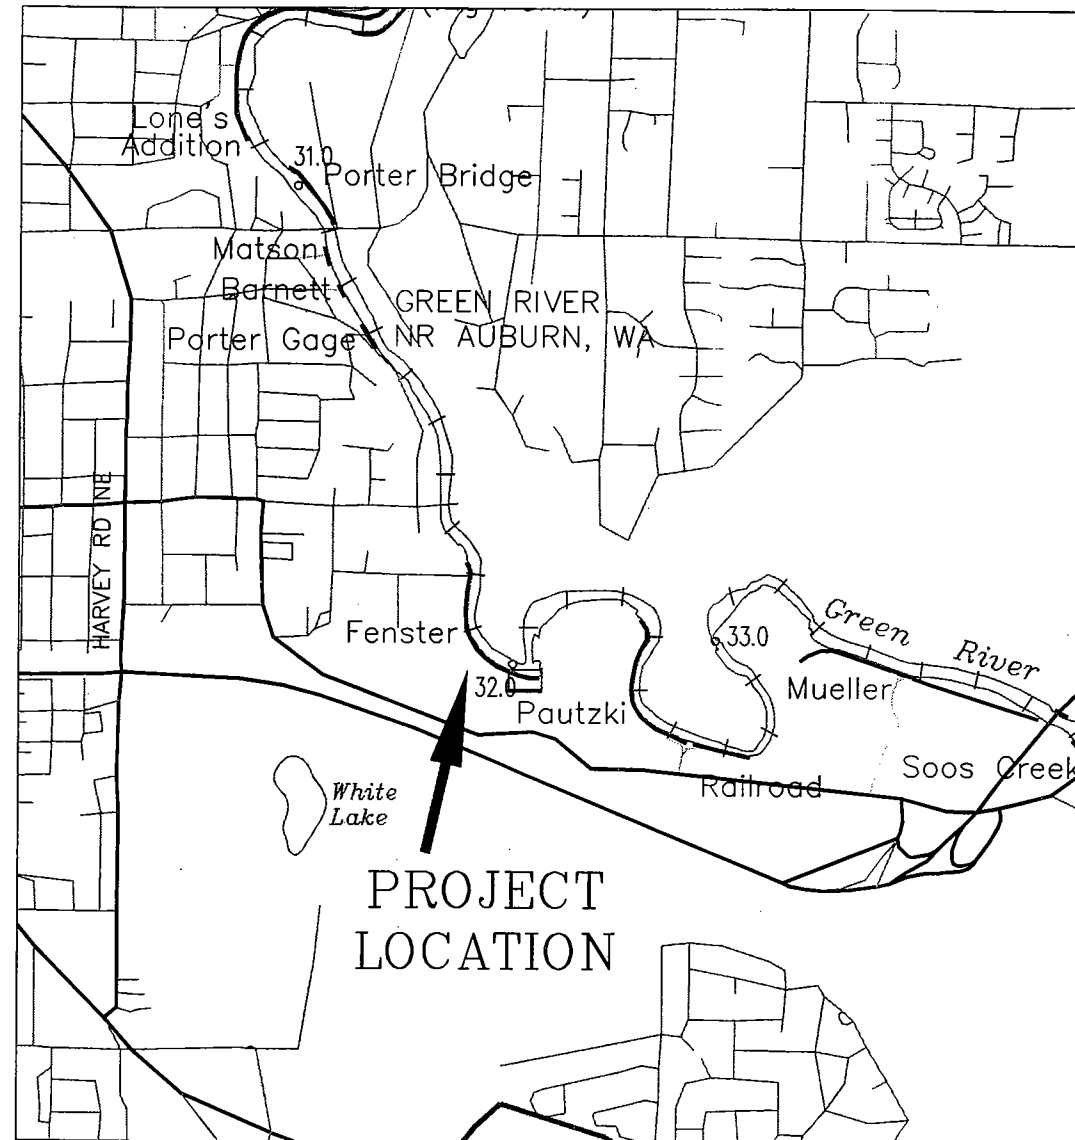 Lone's
Addition
31.0
Porter Bridge
Matson
Barnett
GREEN RIVER
NR AUBURN, WA
Porter Gage
HARVEY RD NE
Fenster
32.0
Pautzki
33.0
Green River
Mueller
Railroad
Soos Creek
White
Lake
PROJECT
LOCATION